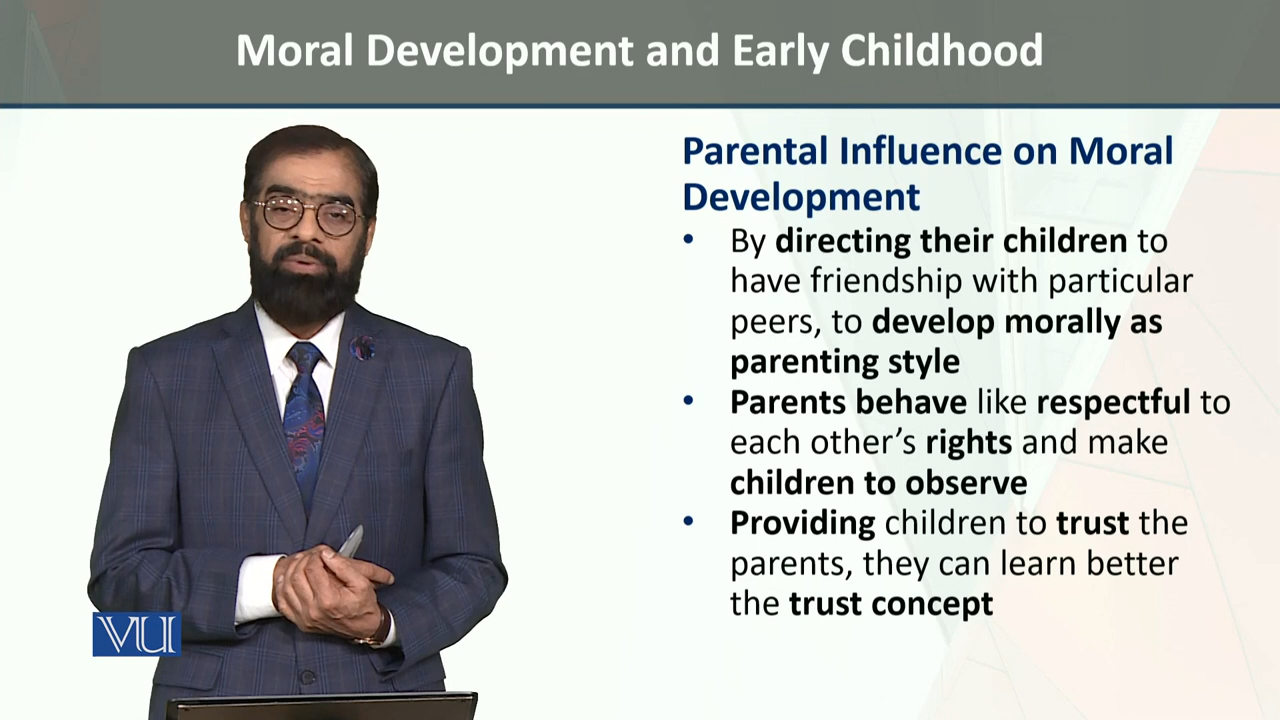 Moral Development and Early Childhood
Parental Influence on Moral
Development
• By directing their children to
have friendship with particular
peers, to develop morally as
parenting style
• Parents behave like respectful to
each other’s rights and make
children to observe
• Providing children to trust the
parents, they can learn better
the trust concept
VU